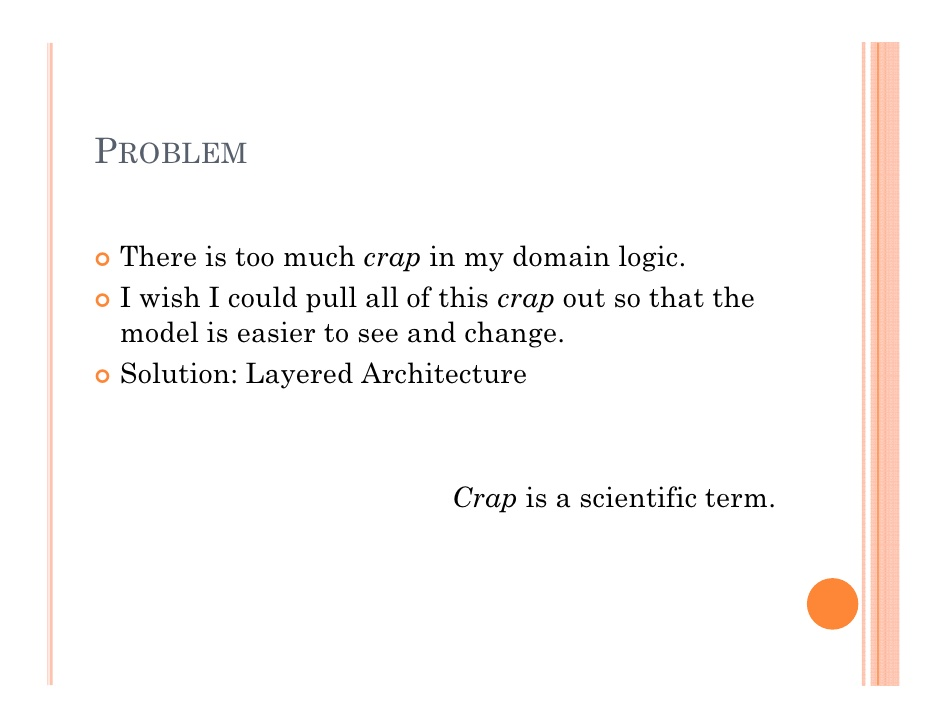 PROBLEM
There is too much crap in my domain logic.
I wish I could pull all of this crap out so that the
model is easier to see and change.
Solution: Layered Architecture
Crap is a scientific term.